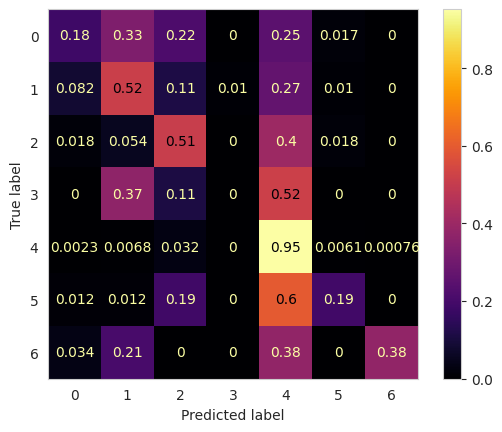 0 0.18 0.33 0.22 0 0.25 0.017 0
1 0.082 0.52 0.11 0.01 0.27 0.01 0
2 0.018 0.054 0.51 0 0.4 0.018 0
3 0 0.37 0.11 0 0.52 0 0
4 0.0023 0.0068 0.032 0 0.95 0.0061 0.00076
5 0.012 0.012 0.19 0 0.6 0.19 0
6 0.034 0.21 0 0 0.38 0 0.38
0 1 2 3 4 5 6
Predicted label
True label
0.8
0.6
0.4
0.2
0.0